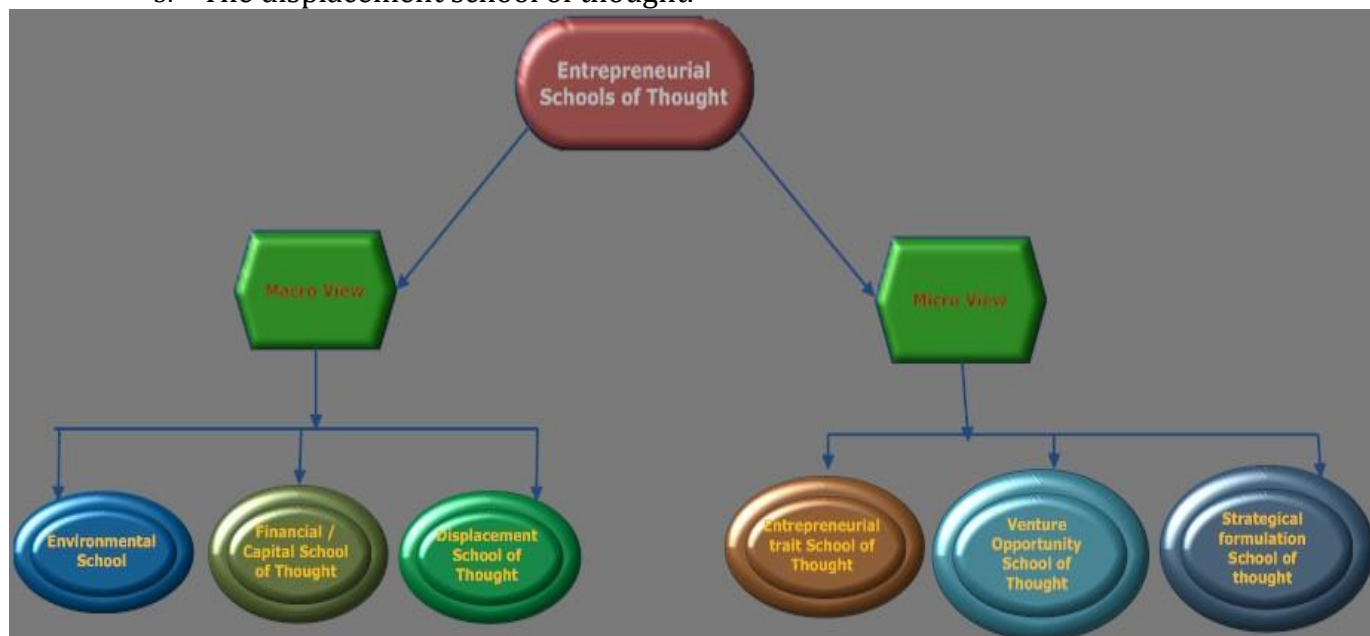 The displacement school of thought.
Entrepreneurial
Schools of Thought
Macro View
Micro View
Environmental
School
Financial /
Capital School
of Thought
Displacement
School of
Thought
Entrepreneurial
trait School of
Thought
Venture
Opportunity
School of
Thought
Strategical
formulation
School of
thought